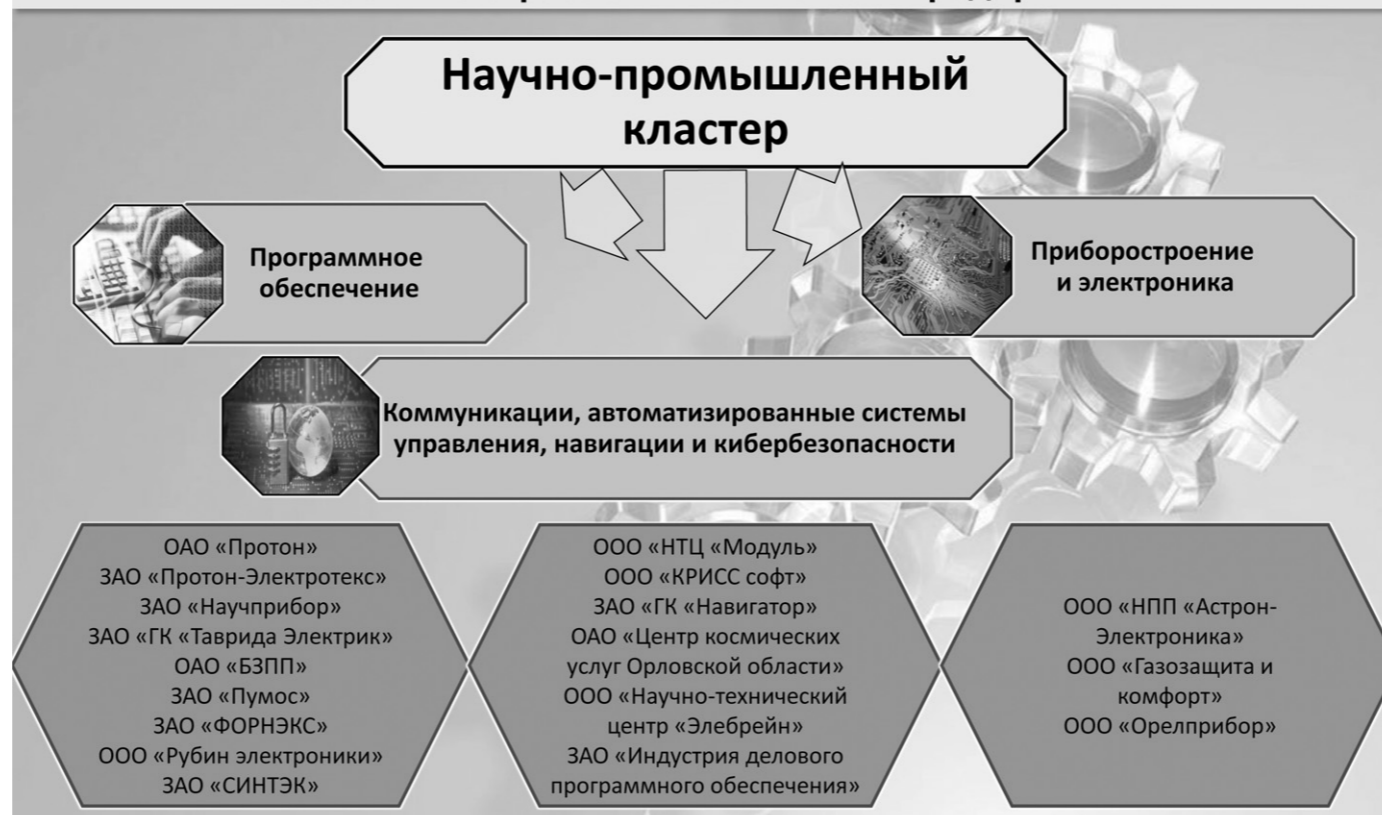 Научно-промышленный
кластер
Программное
обеспечение
Приборостроение
и электроника
Коммуникации, автоматизированные системы
управления, навигации и кибербезопасности
ОАО «Протон»
ЗАО «Протон-Электротекс»
ЗАО «Научприбор»
ЗАО «ГК «Таврида Электрик»
ОАО «БЗПП»
ЗАО «Пумос»
ЗАО «ФОРНЭКС»
ООО «Рубин электроники»
ЗАО «СИНТЭК»
ООО «НТЦ «Модуль»
ООО «КРИСС софт»
ЗАО «ГК «Навигатор»
ОАО «Центр космических
услуг Орловской области»
ООО «Научно-технический
центр «Элебрейн»
ЗАО «Индустрия делового
программного обеспечения»
ООО «НПП «Астрон-
Электроника»
ООО «Газозащита и
комфорт»
ООО «Орелприбор»